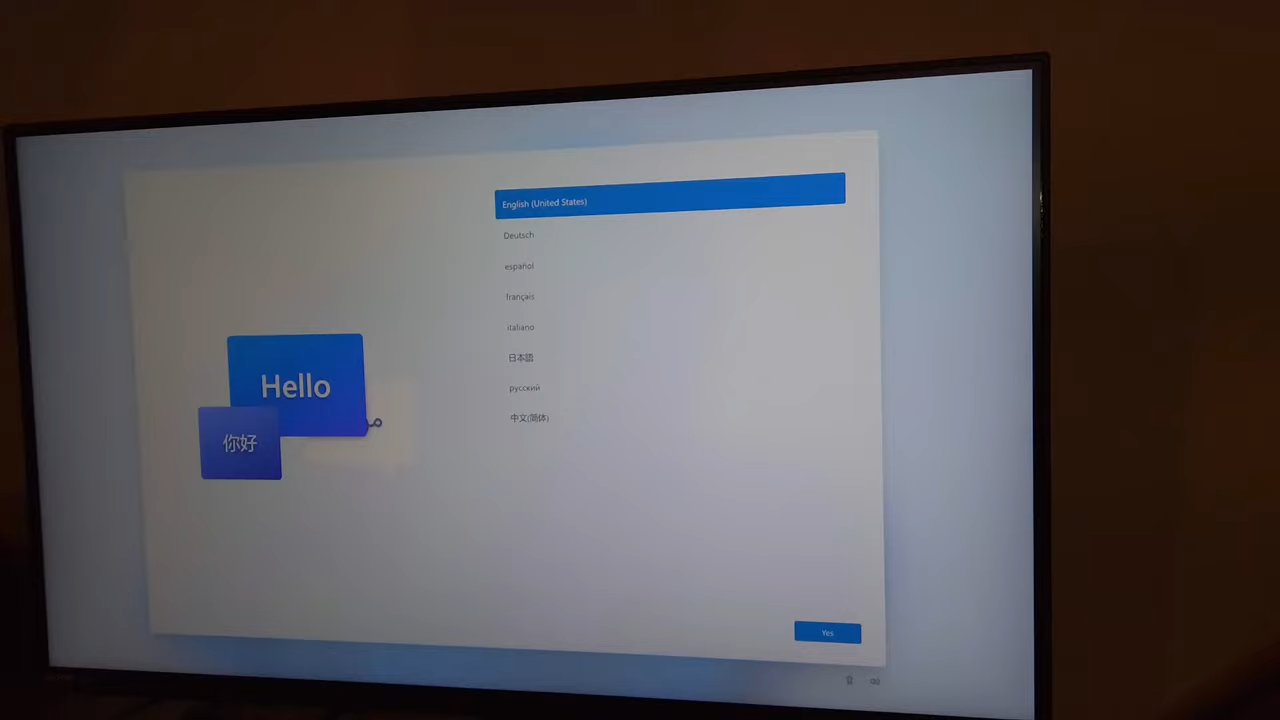 Hello
你好
English (United States)
Deutsch
español
français
italiano
日本語
русский
中文(简体)
Yes